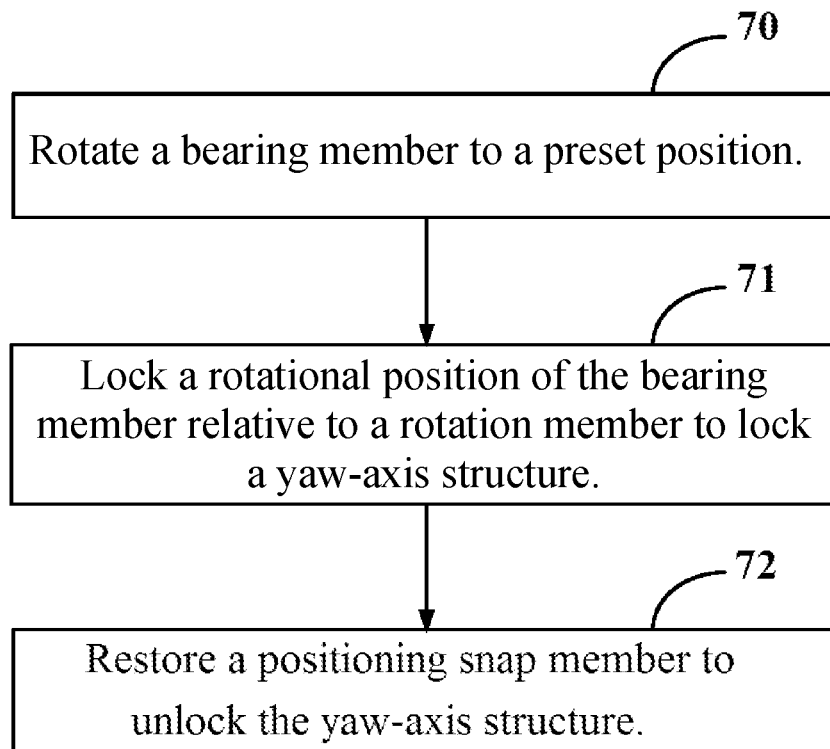 70
Rotate a bearing member to a preset position.
71
Lock a rotational position of the bearing
member relative to a rotation member to lock
a yaw-axis structure.
72
Restore a positioning snap member to
unlock the yaw-axis structure.